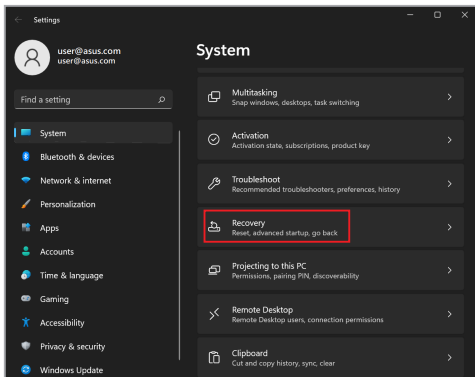 Settings
user@asus.com
user@asus.com
Find a setting
System
Bluetooth & devices
Network & internet
Personalization
Apps
Accounts
Time & language
Gaming
Accessibility
Privacy & security
Windows Update
System
Multitasking
Snap windows, desktops, task switching
Activation
Activation state, subscriptions, product key
Troubleshoot
Recommended troubleshooters, preferences, history
Recovery
Reset, advanced startup, go back
Projecting to this PC
Permissions, pairing PIN, discoverability
Remote Desktop
Remote Desktop users, connection permissions
Clipboard
Cut and copy history, sync, clear